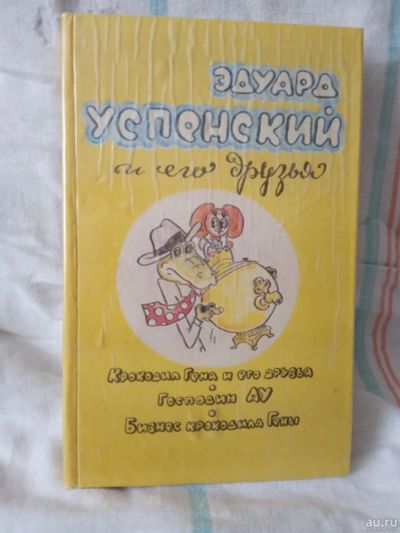 ЭДУАРД
УСПЕНСКИЙ
и его друзья
Крокодил Гена и его друзья
Господин АУ
Бизнес крокодила Гены
au.ru